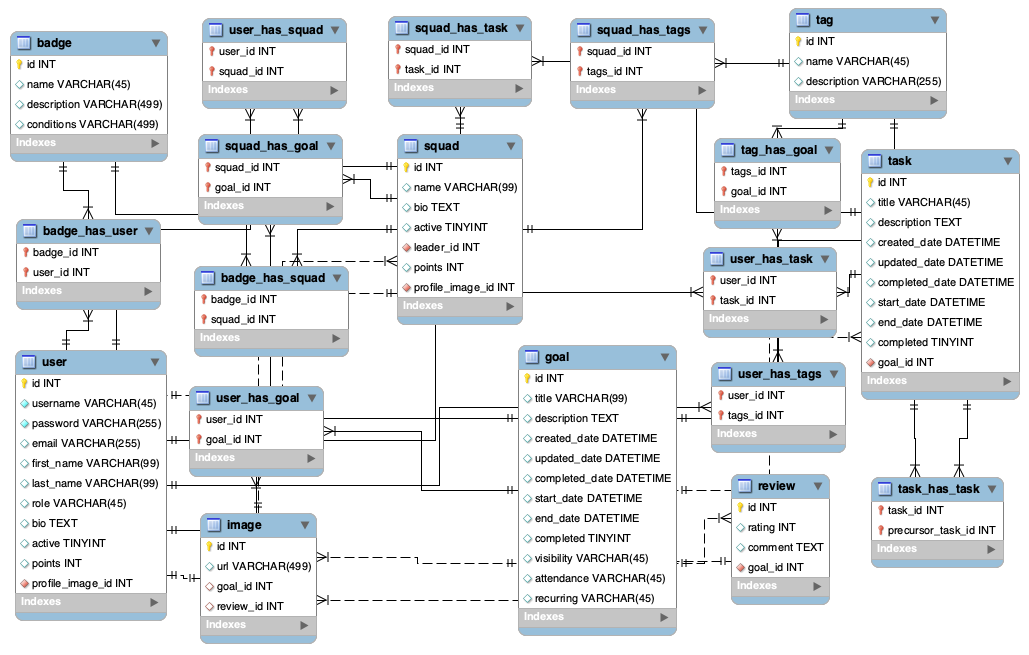 badge
id INT
name VARCHAR(45)
description VARCHAR(499)
conditions VARCHAR(499)
Indexes
user_has_squad
user_id INT
squad_id INT
Indexes
squad_has_task
squad_id INT
task_id INT
Indexes
squad_has_tags
squad_id INT
tags_id INT
Indexes
tag
id INT
name VARCHAR(45)
description VARCHAR(255)
Indexes
squad_has_goal
squad_id INT
goal_id INT
Indexes
squad
id INT
name VARCHAR(99)
bio TEXT
active TINYINT
leader_id INT
points INT
profile_image_id INT
Indexes
tag_has_goal
tags_id INT
goal_id INT
Indexes
task
id INT
title VARCHAR(45)
description TEXT
created_date DATETIME
updated_date DATETIME
completed_date DATETIME
start_date DATETIME
end_date DATETIME
completed TINYINT
goal_id INT
Indexes
badge_has_user
badge_id INT
user_id INT
Indexes
badge_has_squad
badge_id INT
squad_id INT
Indexes
user_has_task
user_id INT
task_id INT
Indexes
user
id INT
username VARCHAR(45)
password VARCHAR(255)
email VARCHAR(255)
first_name VARCHAR(99)
last_name VARCHAR(99)
role VARCHAR(45)
bio TEXT
active TINYINT
points INT
profile_image_id INT
Indexes
user_has_goal
user_id INT
goal_id INT
Indexes
goal
id INT
title VARCHAR(99)
description TEXT
created_date DATETIME
updated_date DATETIME
completed_date DATETIME
start_date DATETIME
end_date DATETIME
completed TINYINT
visibility VARCHAR(45)
attendance VARCHAR(45)
recurring VARCHAR(45)
Indexes
user_has_tags
user_id INT
tags_id INT
Indexes
image
id INT
url VARCHAR(499)
goal_id INT
review_id INT
Indexes
review
id INT
rating INT
comment TEXT
goal_id INT
Indexes
task_has_task
task_id INT
precursor_task_id INT
Indexes